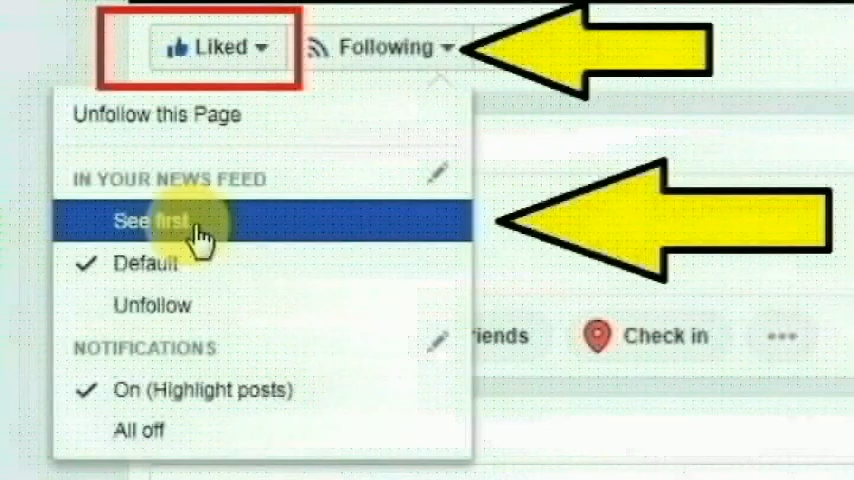 Liked Following
Unfollow this Page
IN YOUR NEWS FEED
See first
Default
Unfollow
riends Check in
NOTIFICATIONS
On (Highlight posts)
All off